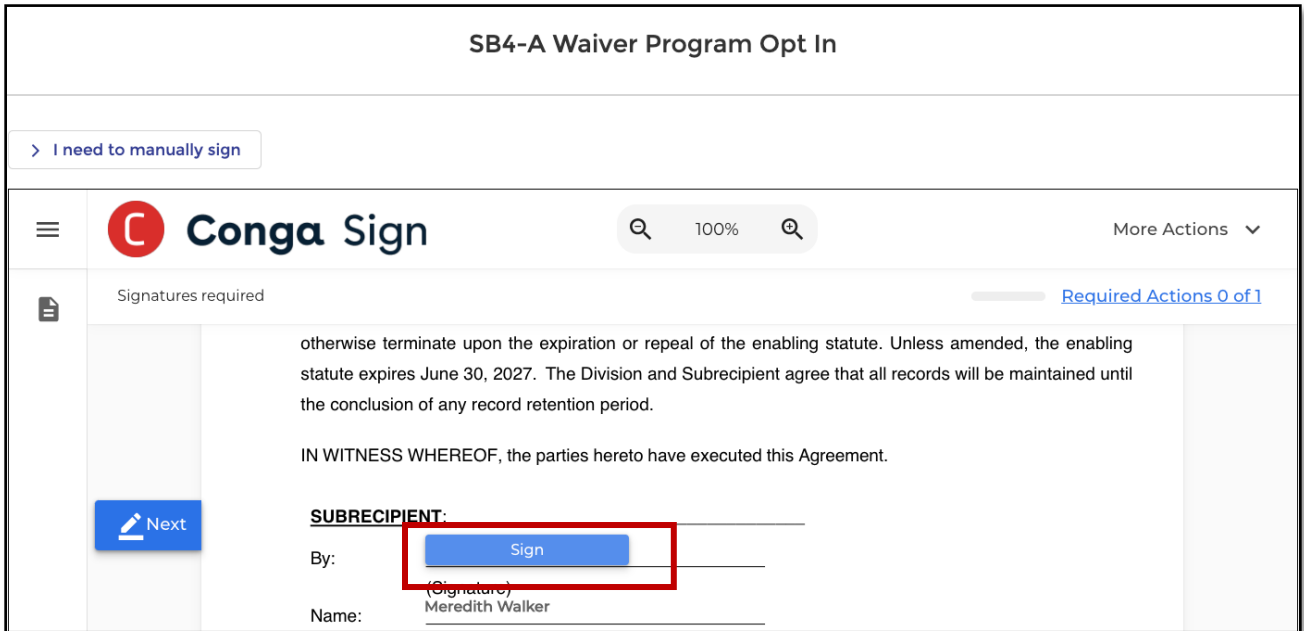 SB4-A Waiver Program Opt In
I need to manually sign
Conga Sign
100%
More Actions
Signatures required
Required Actions 0 of 1
otherwise terminate upon the expiration or repeal of the enabling statute. Unless amended, the enabling
statute expires June 30, 2027. The Division and Subrecipient agree that all records will be maintained until
the conclusion of any record retention period.
IN WITNESS WHEREOF, the parties hereto have executed this Agreement.
Next
SUBRECIPIENT:
By:
Sign
(Signature)
Meredith Walker
Name: